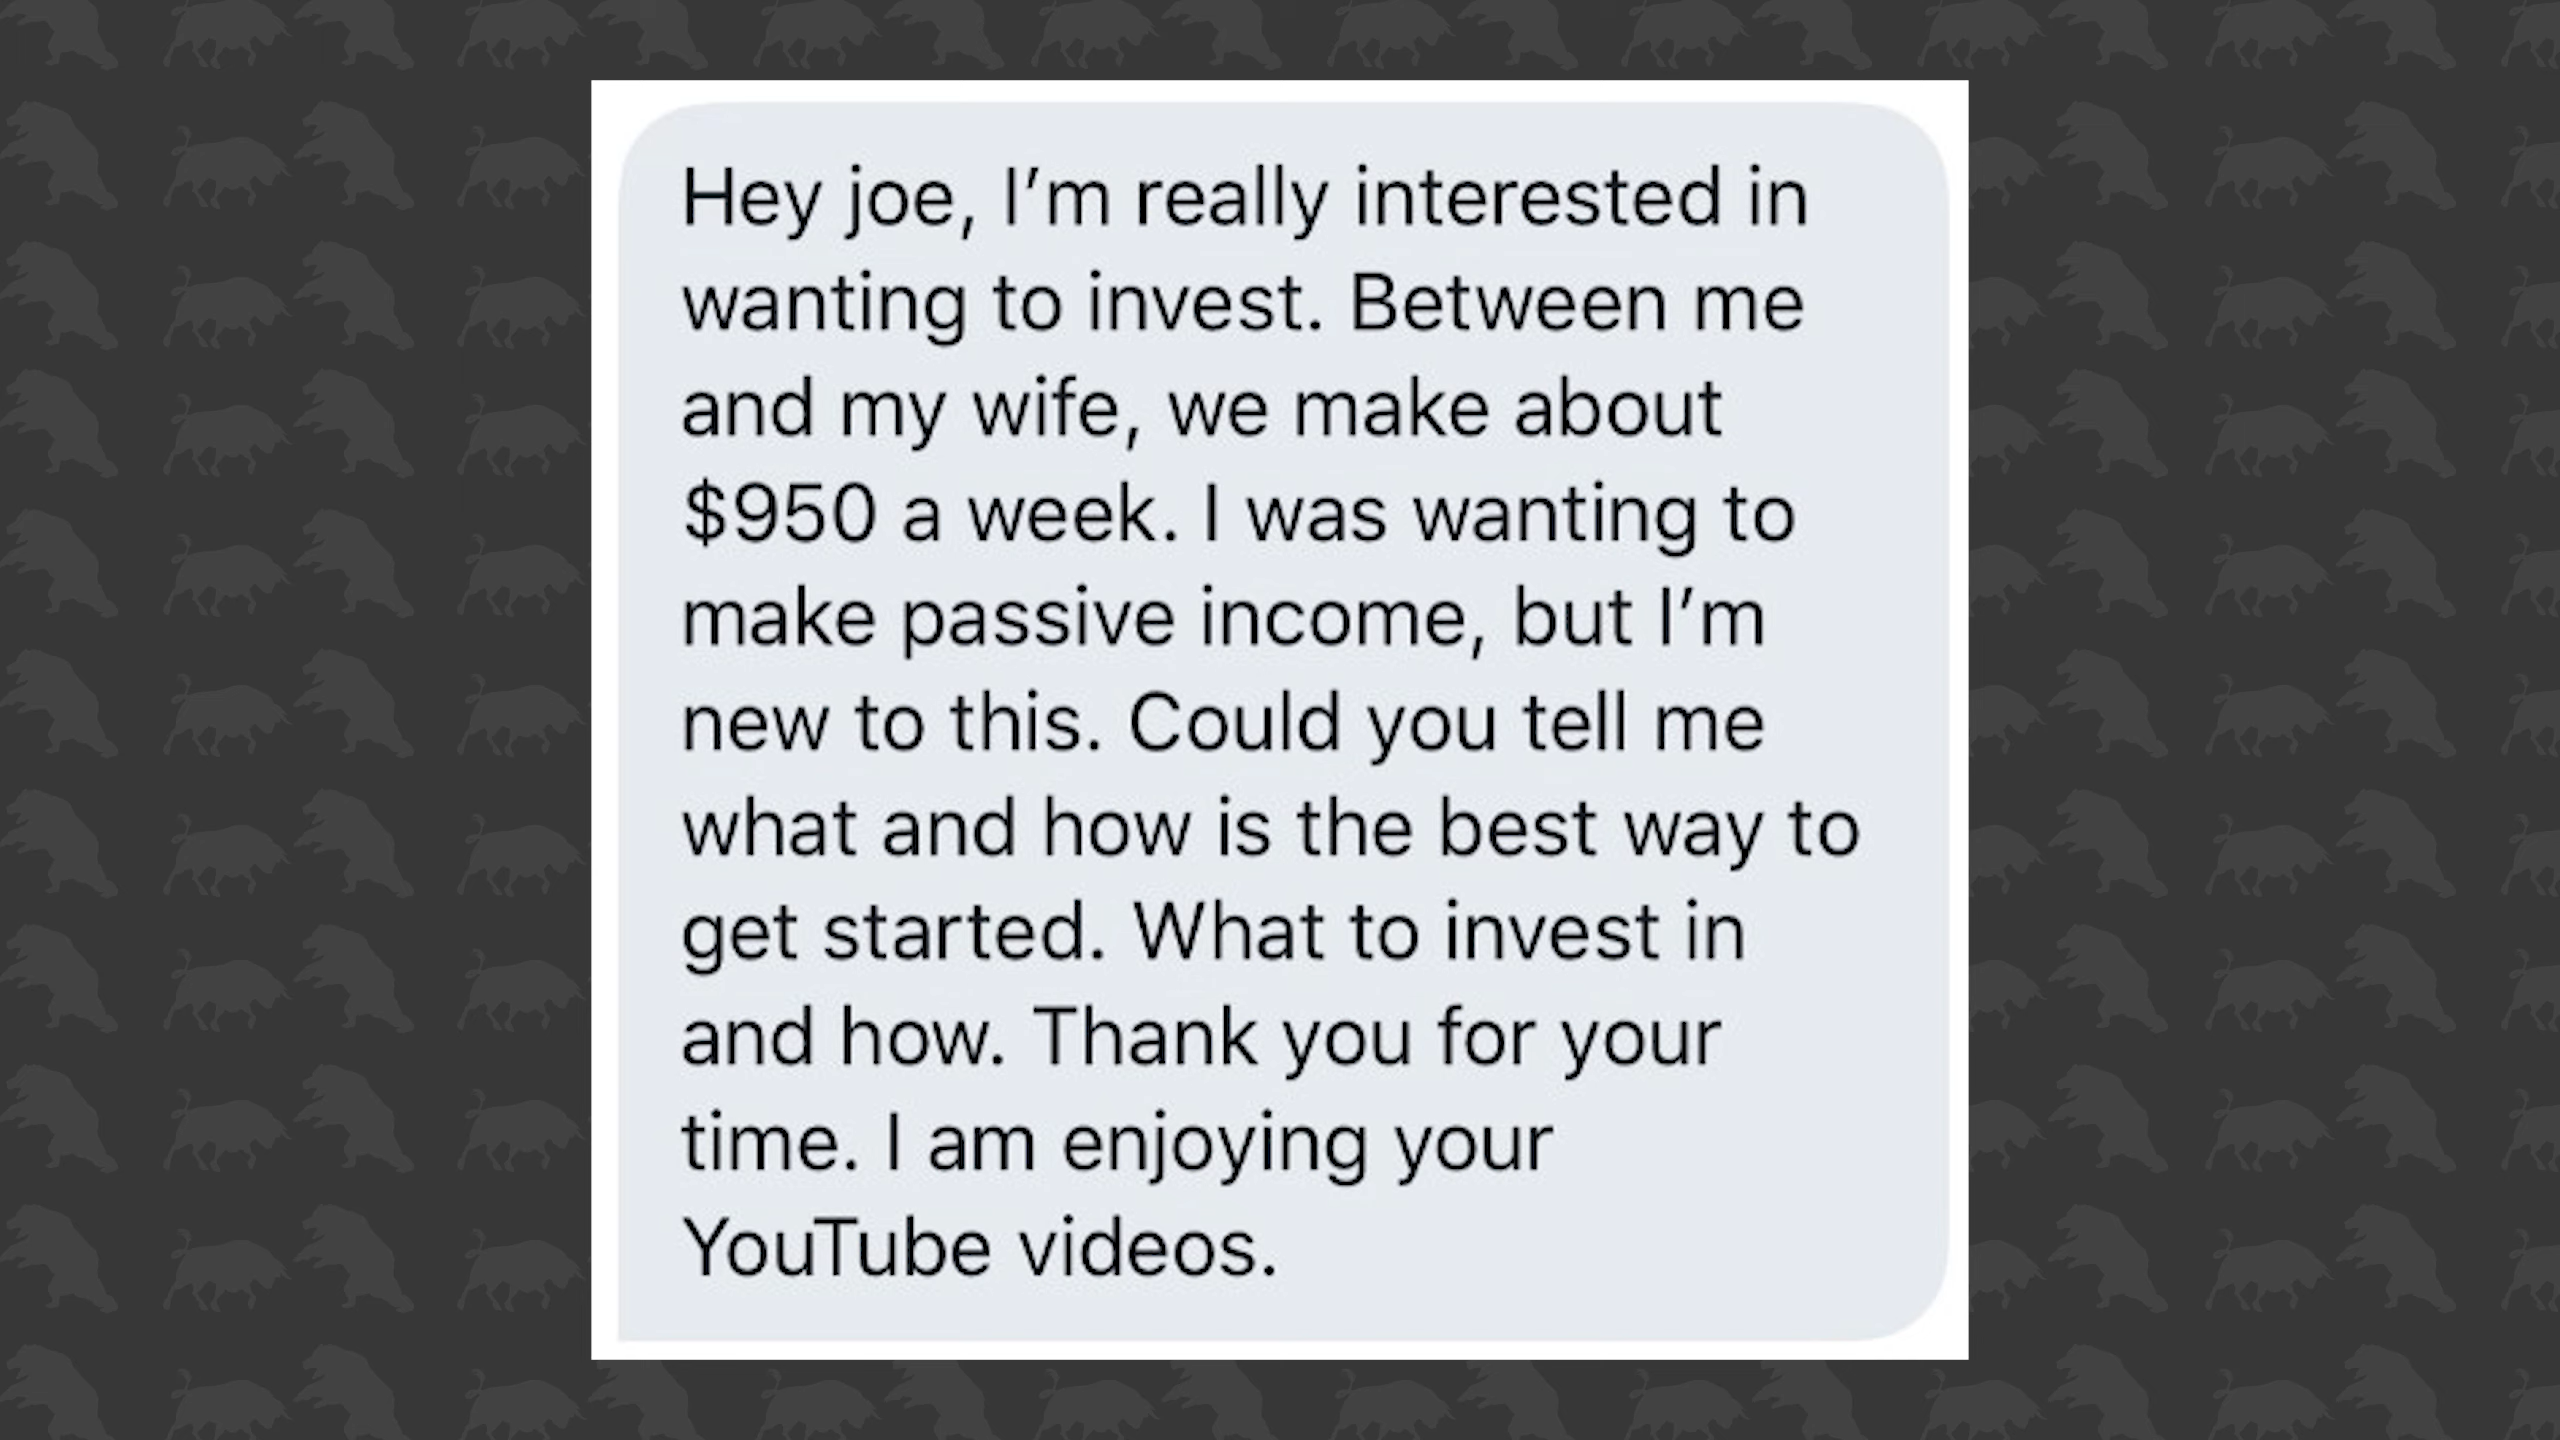 Hey joe, I’m really interested in
wanting to invest. Between me
and my wife, we make about
$950 a week. I was wanting to
make passive income, but I’m
new to this. Could you tell me
what and how is the best way to
get started. What to invest in
and how. Thank you for your
time. I am enjoying your
YouTube videos.